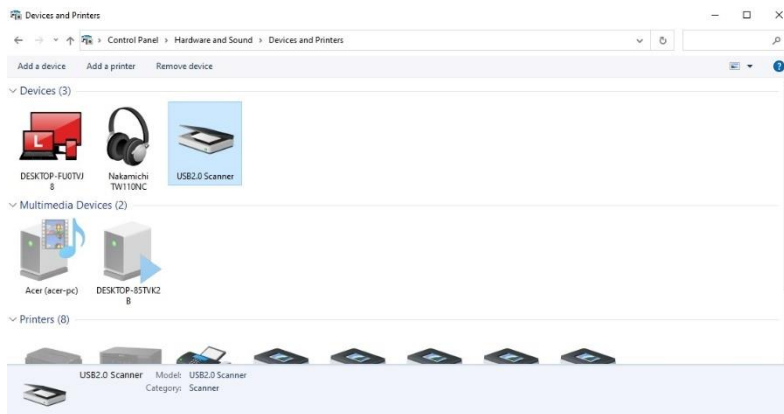 Devices and Printers
Control Panel > Hardware and Sound > Devices and Printers
Add a device Add a printer Remove device
Devices (3)
L
DESKTOP-FU0TVJ
8
Nakamichi
TW110NC
USB2.0 Scanner
Multimedia Devices (2)
Acer (acer-pc)
DESKTOP-85TVK2
B
Printers (8)
USB2.0 Scanner Model: USB2.0 Scanner
Category: Scanner